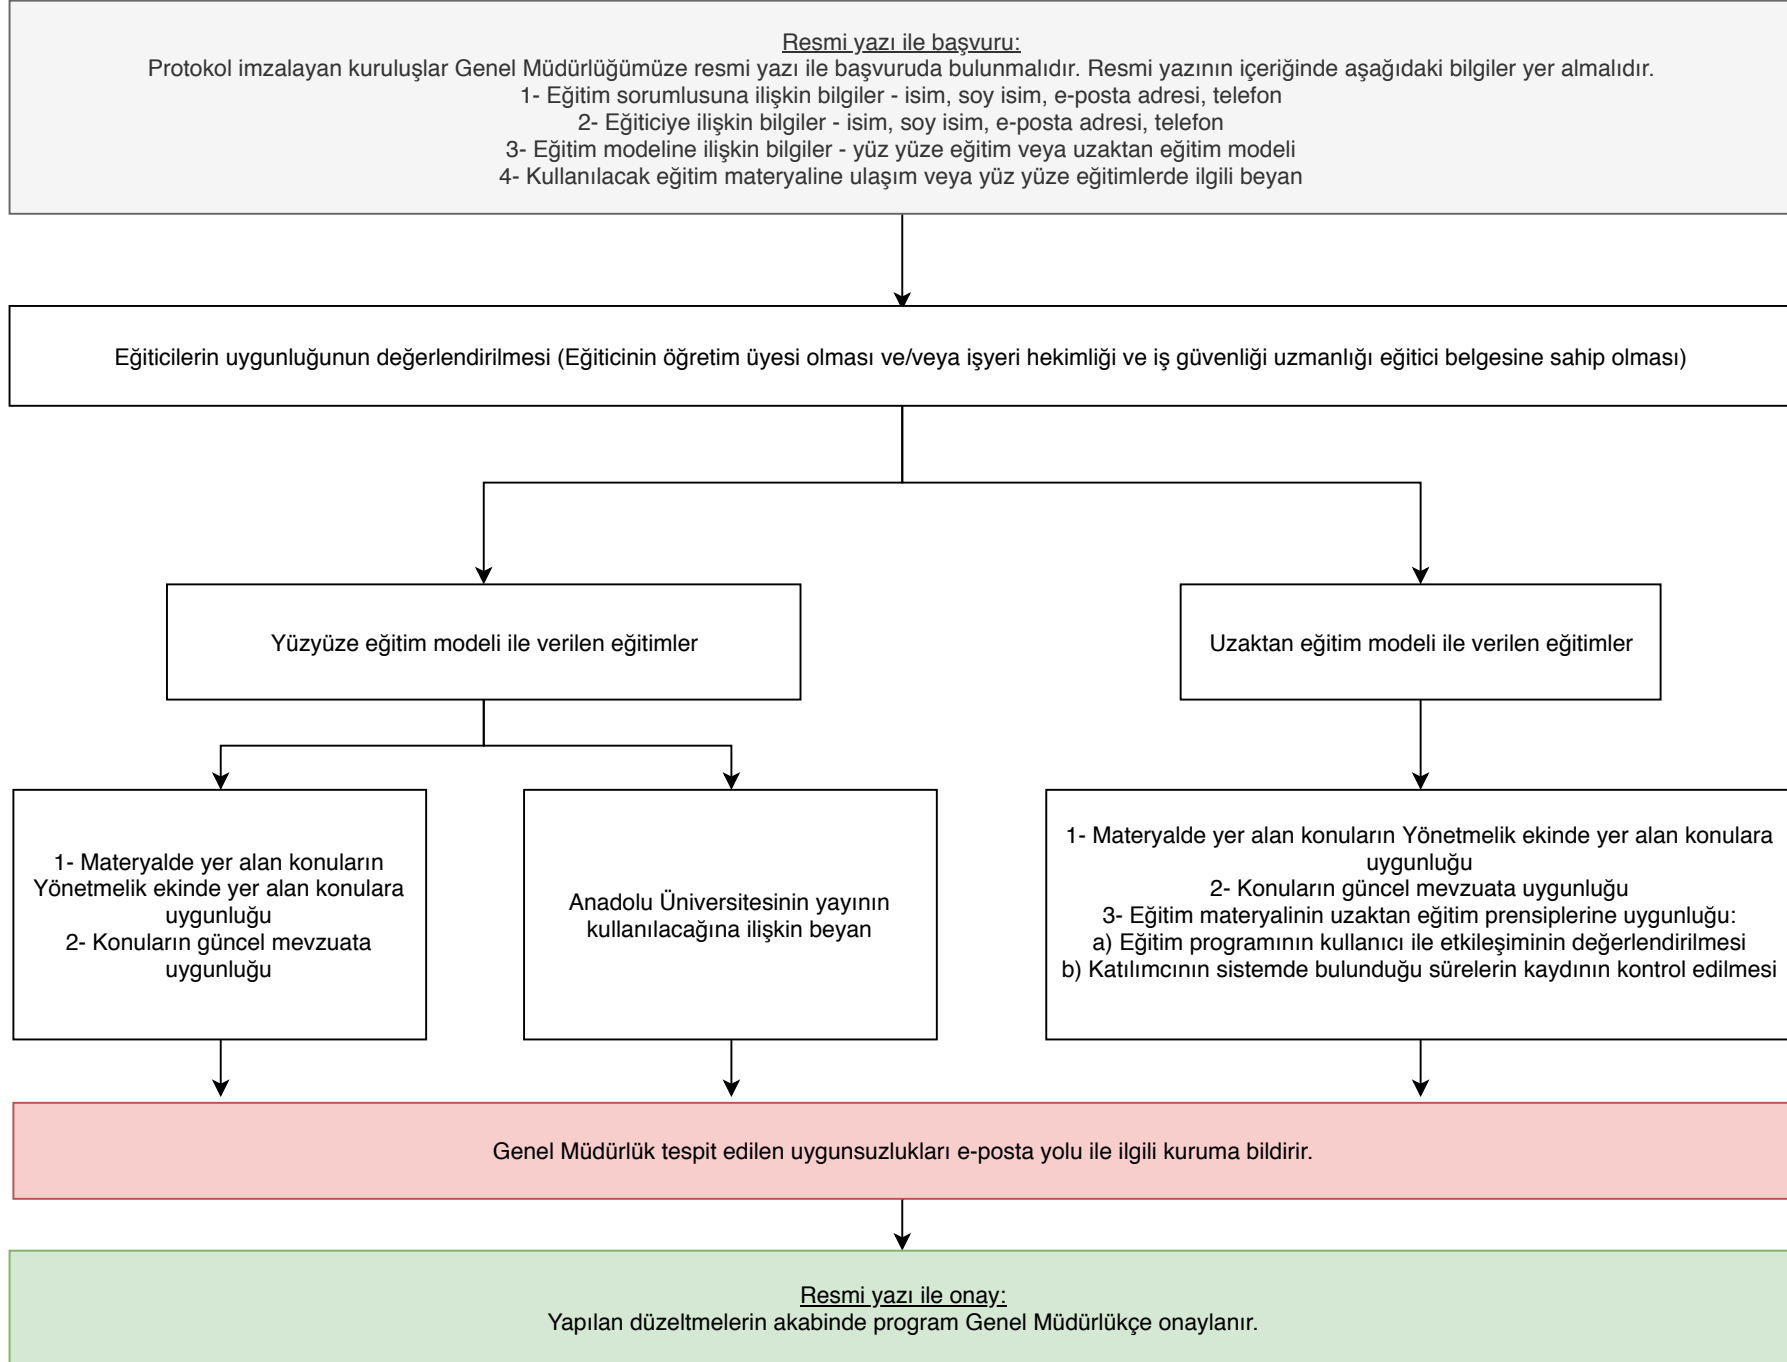 Resmi yazı ile başvuru:
Protokol imzalayan kuruluşlar Genel Müdürlüğümüze resmi yazı ile başvuruda bulunmalıdır. Resmi yazının içeriğinde aşağıdaki bilgiler yer almalıdır.
1- Eğitim sorumlusuna ilişkin bilgiler - isim, soy isim, e-posta adresi, telefon
2- Eğiticiye ilişkin bilgiler - isim, soy isim, e-posta adresi, telefon
3- Eğitim modeline ilişkin bilgiler - yüz yüze eğitim veya uzaktan eğitim modeli
4- Kullanılacak eğitim materyaline ulaşım veya yüz yüze eğitimlerde ilgili beyan
Eğiticilerin uygunluğunun değerlendirilmesi (Eğiticinin öğretim üyesi olması ve/veya işyeri hekimliği ve iş güvenliği uzmanlığı eğitici belgesine sahip olması)
Yüzyüze eğitim modeli ile verilen eğitimler
Uzaktan eğitim modeli ile verilen eğitimler
1- Materyalde yer alan konuların
Yönetmelik ekinde yer alan konulara
uygunluğu
2- Konuların güncel mevzuata
uygunluğu
Anadolu Üniversitesinin yayının
kullanılacağına ilişkin beyan
1- Materyalde yer alan konuların Yönetmelik ekinde yer alan konulara
uygunluğu
2- Konuların güncel mevzuata uygunluğu
3- Eğitim materyalinin uzaktan eğitim prensiplerine uygunluğu:
a) Eğitim programının kullanıcı ile etkileşiminin değerlendirilmesi
b) Katılımcının sistemde bulunduğu sürelerin kaydının kontrol edilmesi
Genel Müdürlük tespit edilen uygunsuzlukları e-posta yolu ile ilgili kuruma bildirir.
Resmi yazı ile onay:
Yapılan düzeltmelerin akabinde program Genel Müdürlükçe onaylanır.